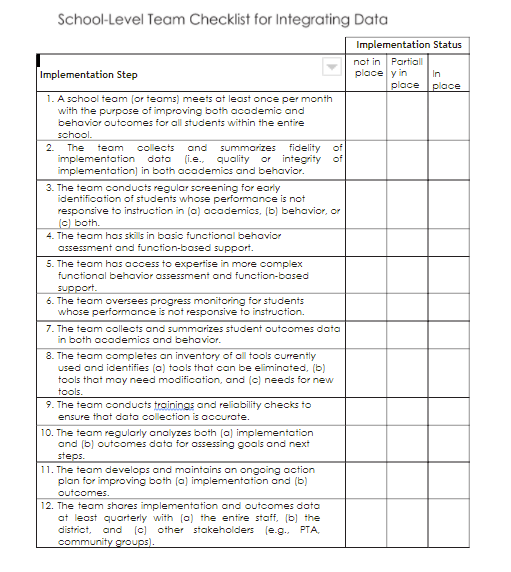 School-Level Team Checklist for Integrating Data
Implementation Status
Implementation Step
not in place
Partiall y in place
In place
1. A school team (or teams) meets at least once per month
with the purpose of improving both academic and
behavior outcomes for all students within the entire
school.
2. The team collects and summarizes fidelity of
implementation data (i.e., quality or integrity of
implementation) in both academics and behavior.
3. The team conducts regular screening for early
identification of students whose performance is not
responsive to instruction in (a) academics, (b) behavior, or
(c) both.
4. The team has skills in basic functional behavior
assessment and function-based support.
5. The team has access to expertise in more complex
functional behavior assessment and function-based
support.
6. The team oversees progress monitoring for students
whose performance is not responsive to instruction.
7. The team collects and summarizes student outcomes data
in both academics and behavior.
8. The team completes an inventory of all tools currently
used and identifies (a) tools that can be eliminated, (b)
tools that may need modification, and (c) needs for new
tools.
9. The team conducts trainings and reliability checks to
ensure that data collection is accurate.
10. The team regularly analyzes both (a) implementation
and (b) outcomes data for assessing goals and next
steps.
11. The team develops and maintains an ongoing action
plan for improving both (a) implementation and (b)
outcomes.
12. The team shares implementation and outcomes data
at least quarterly with (a) the entire staff, (b) the
district, and (c) other stakeholders (e.g., PTA,
community groups).